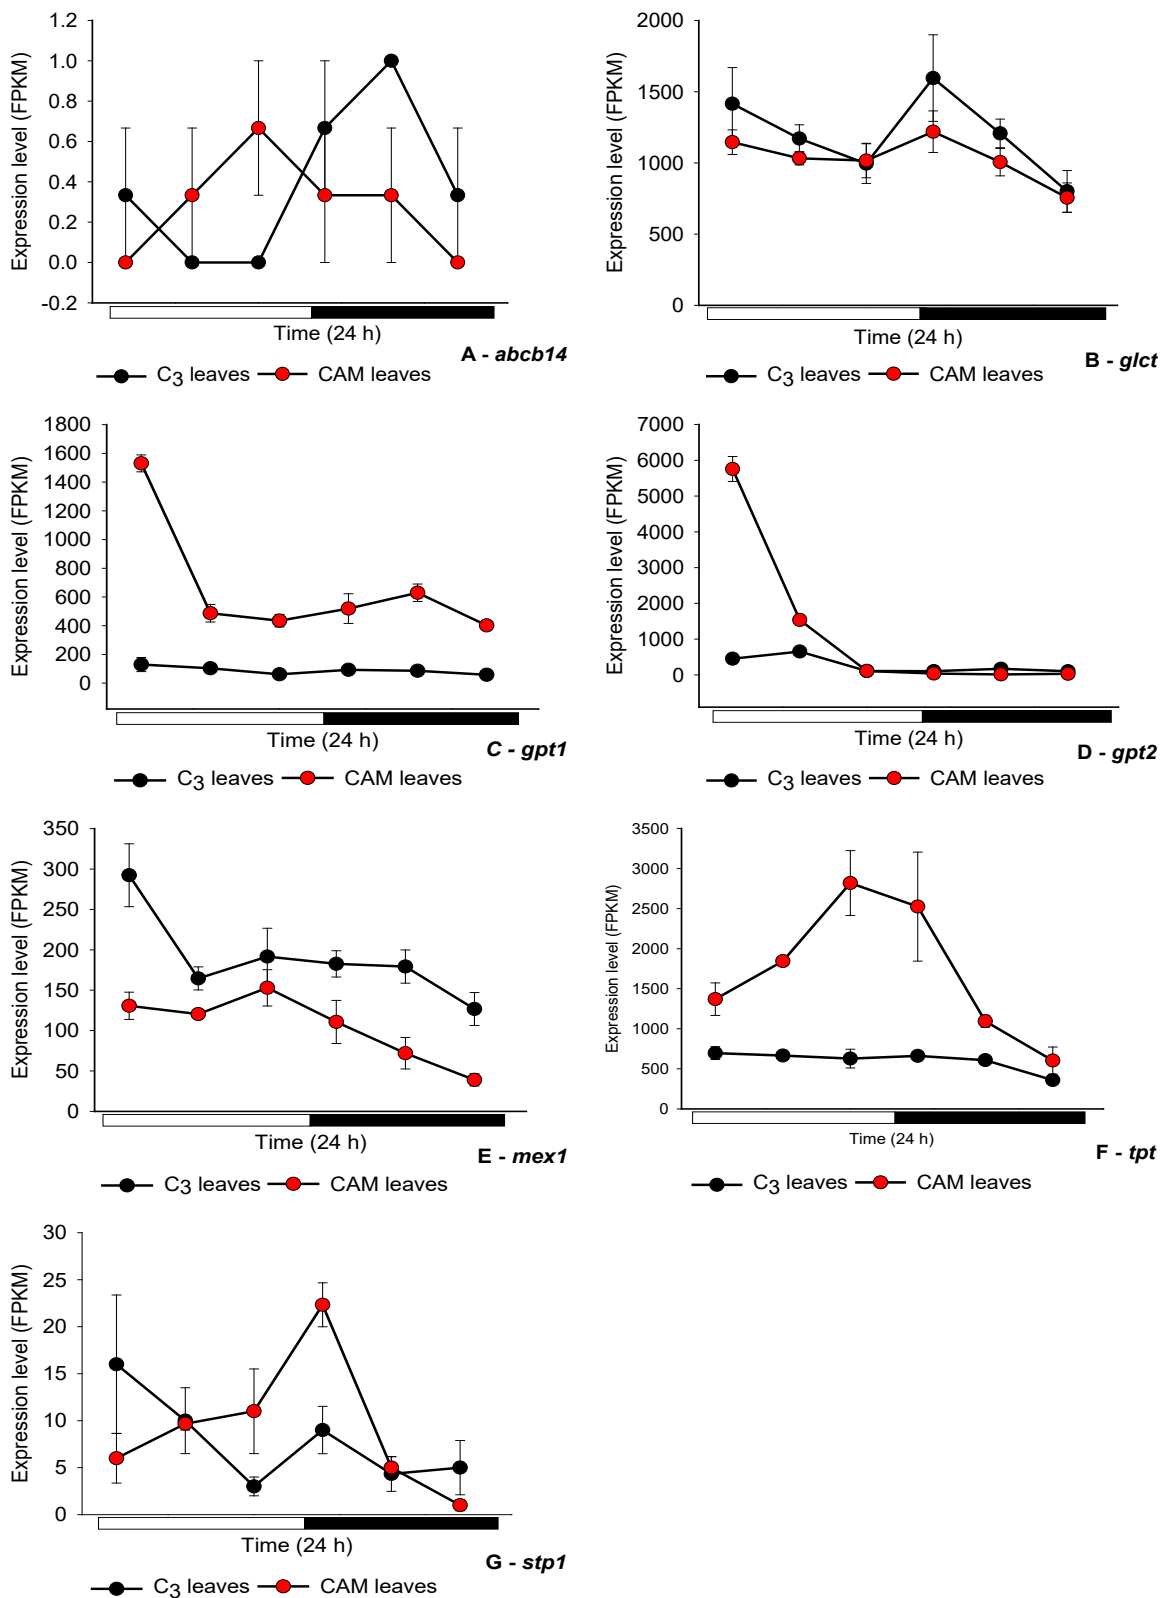 Expression level (FPKM)
1.2
1.0
0.8
0.6
0.4
0.2
0.0
-0.2
Time (24 h)
A - abcb14
C3 leaves CAM leaves
Expression level (FPKM)
2000
1500
1000
500
0
Time (24 h)
B - glct
C3 leaves CAM leaves
Expression level (FPKM)
1800
1600
1400
1200
1000
800
600
400
200
0
Time (24 h)
C - gpt1
C3 leaves CAM leaves
Expression level (FPKM)
7000
6000
5000
4000
3000
2000
1000
0
Time (24 h)
D - gpt2
C3 leaves CAM leaves
Expression level (FPKM)
350
300
250
200
150
100
50
0
Time (24 h)
E - mex1
C3 leaves CAM leaves
Expression level (FPKM)
3500
3000
2500
2000
1500
1000
500
0
Time (24 h)
F - tpt
C3 leaves CAM leaves
Expression level (FPKM)
30
25
20
15
10
5
0
Time (24 h)
G - stp1
C3 leaves CAM leaves